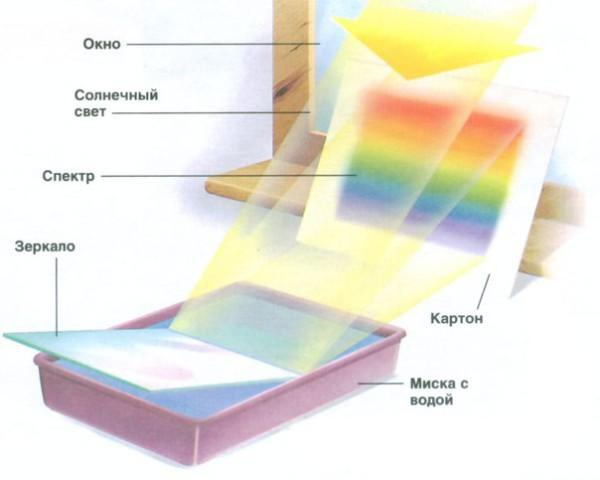 Окно
Солнечный
свет
Спектр
Зеркало
Картон
Миска с
водой